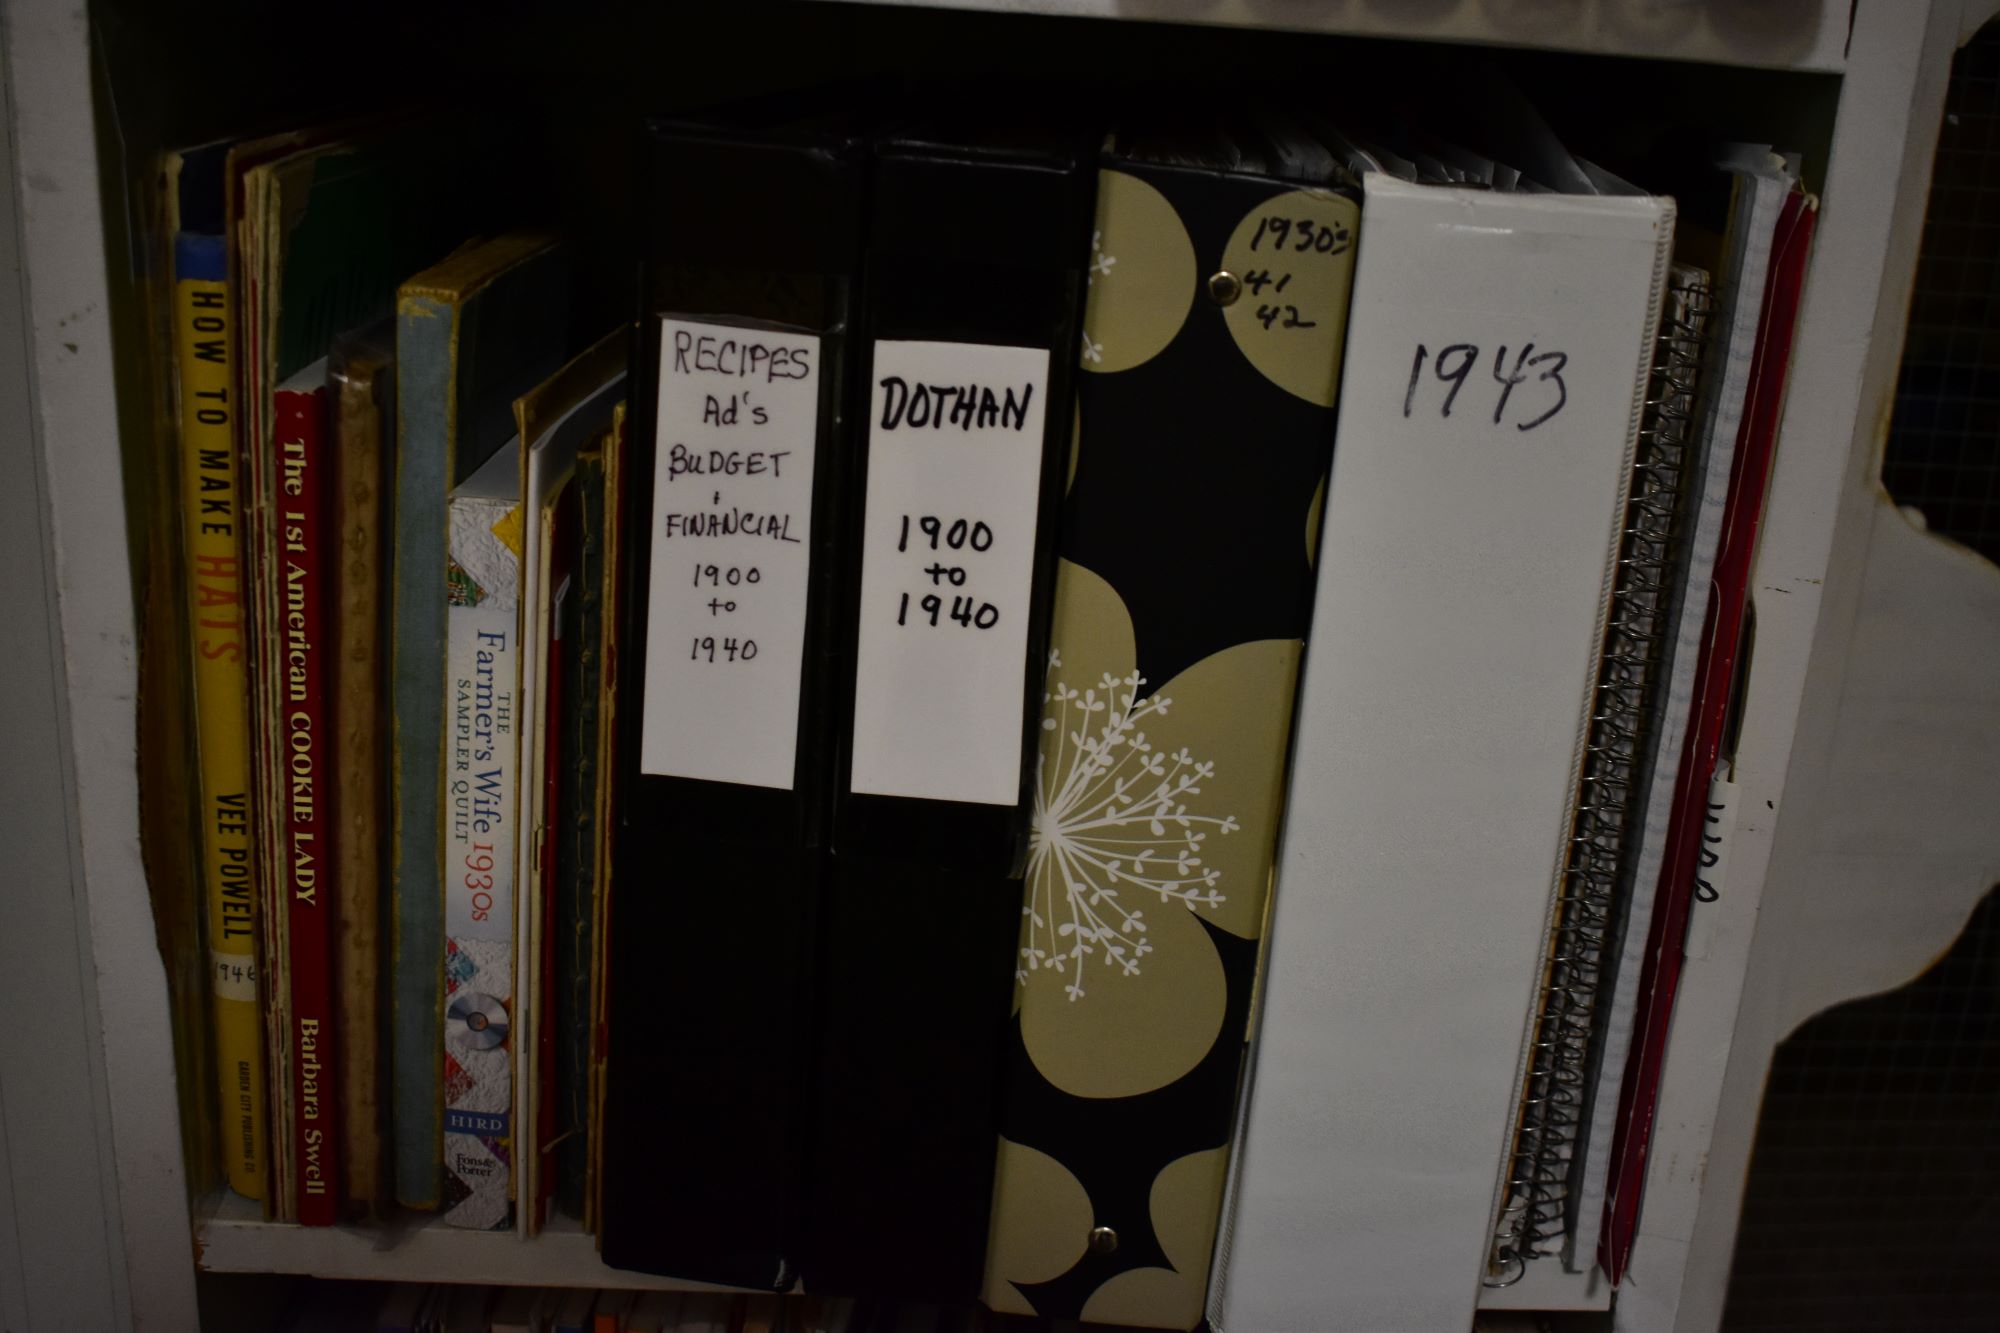 HOW TO MAKE HATS
VEE POWELL
1946
GARDEN CITY PUBLISHING CO.
The 1st American COOKIE LADY
Barbara Swell
THE
Farmer's Wife 1930s
SAMPLER QUILT
HIRD
Fons&
Porter
RECIPES
Ad's
BUDGET
+
FINANCIAL
1900
to
1940
DOTHAN
1900
to
1940
1930's
41
42
1943